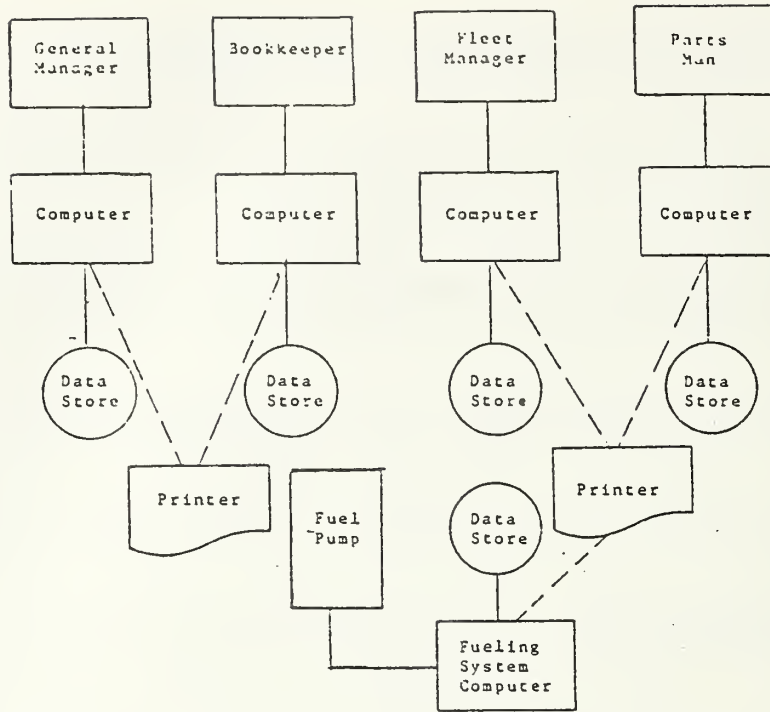 General
Manager
Bookkeeper
Fleet
Manager
Parts
Man
Computer
Computer
Computer
Computer
Data
Store
Data
Store
Data
Store
Data
Store
Printer
Fuel
Pump
Data
Store
Printer
Fueling
System
Computer